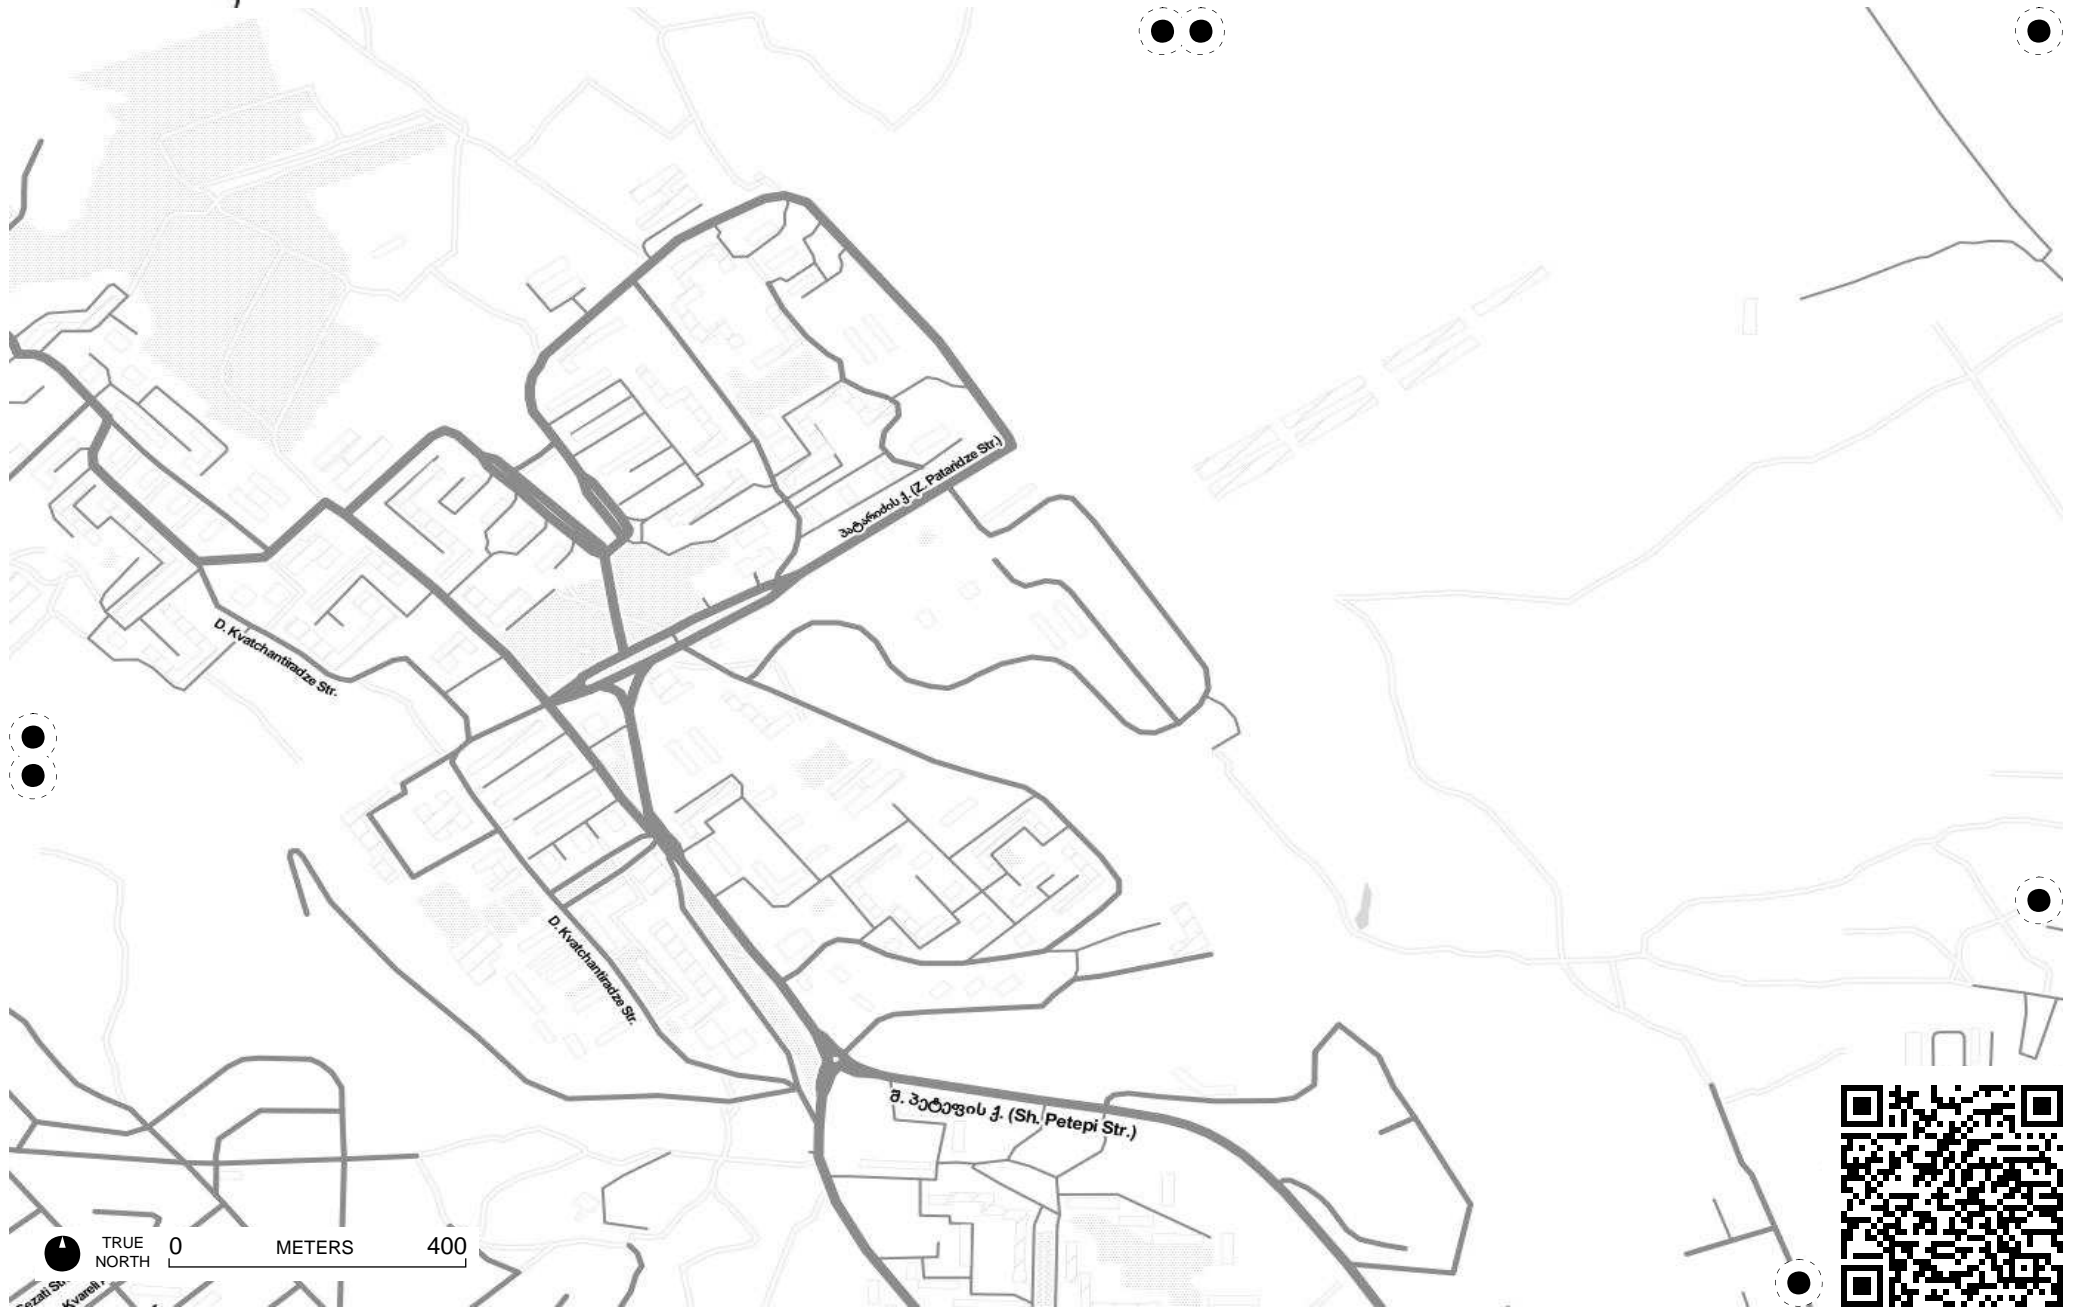 პატარიძის ქ. (Z. Pataridze Str.)
D. Kvatchantiradze Str.
D. Kvatchantiradze Str.
შ. პეტეფის ქ. (Sh. Petepi Str.)
TRUE NORTH
0 METERS 400